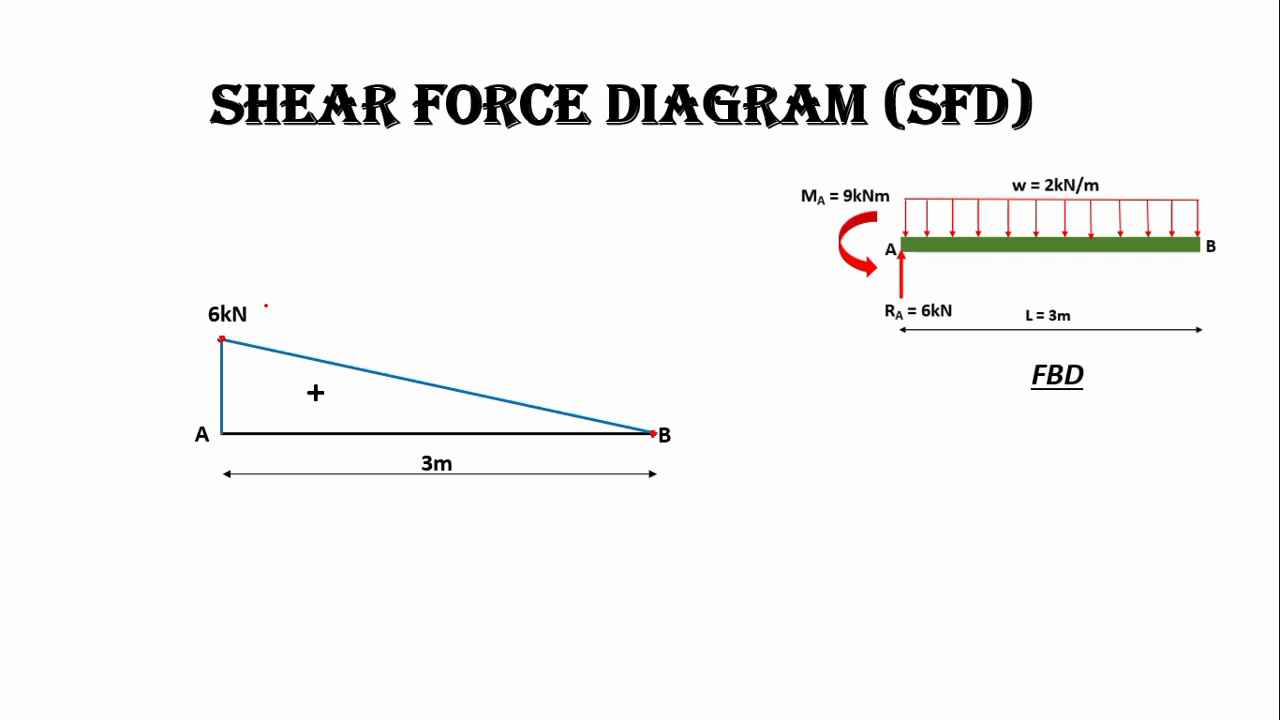 SHEAR FORCE DIAGRAM (SFD)
w = 2kN/m
MA = 9kNm
A
B
RA = 6kN
L = 3m
FBD
6kN
+
A
B
3m